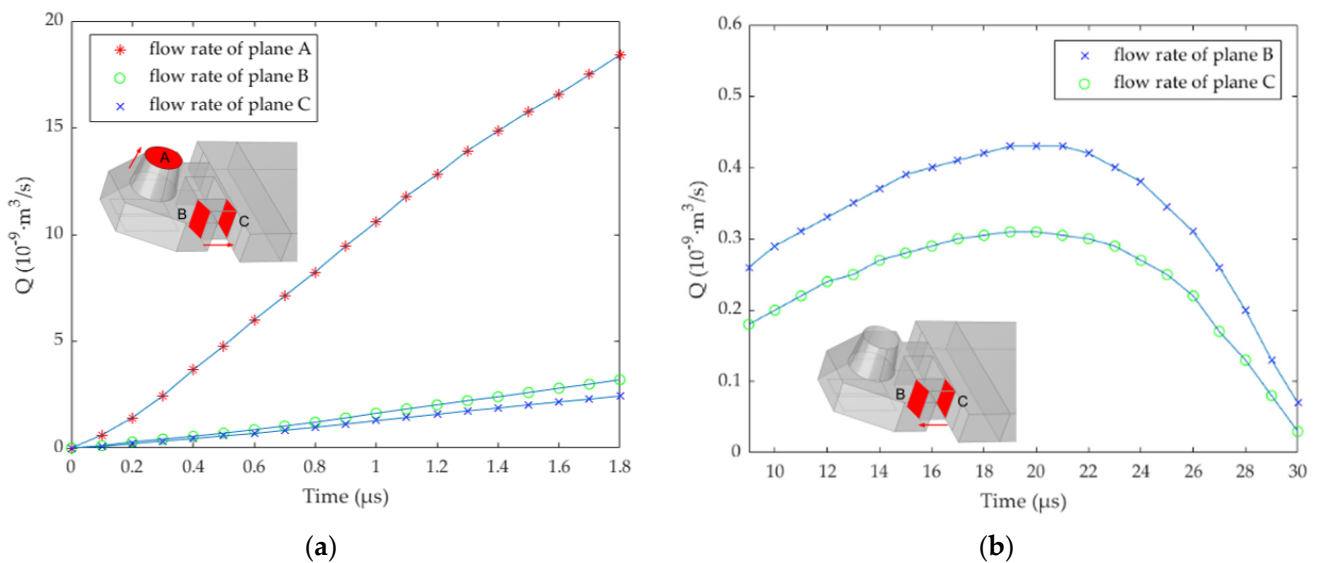 20
15
10
5
0
Q (10⁻⁹·m³/s)
flow rate of plane A
flow rate of plane B
flow rate of plane C
A
B
C
0 0.2 0.4 0.6 0.8 1 1.2 1.4 1.6 1.8
Time (μs)
(a)
0.6
0.5
0.4
0.3
0.2
0.1
0
Q (10⁻⁹·m³/s)
flow rate of plane B
flow rate of plane C
B
C
10 12 14 16 18 20 22 24 26 28 30
Time (μs)
(b)